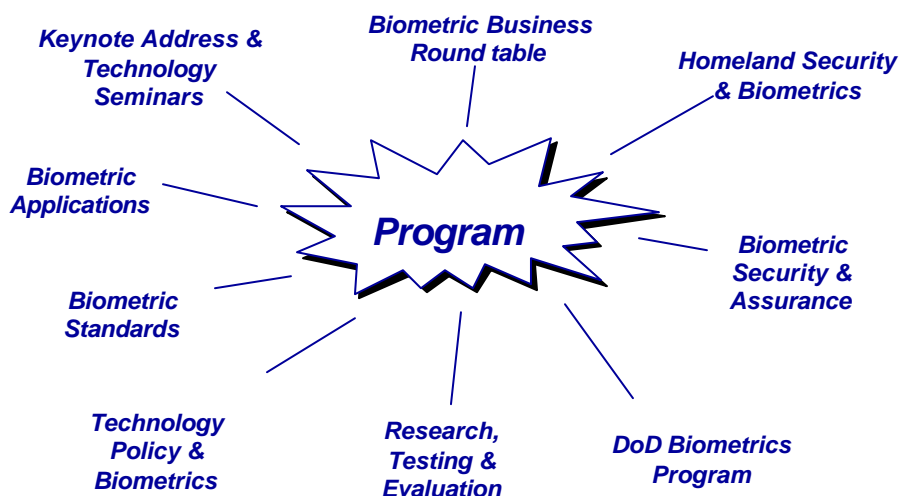 Keynote Address &
Technology
Seminars
Biometric Business
Round table
Homeland Security
& Biometrics
Biometric
Applications
Program
Biometric
Security &
Assurance
Biometric
Standards
Technology
Policy &
Biometrics
Research,
Testing &
Evaluation
DoD Biometrics
Program